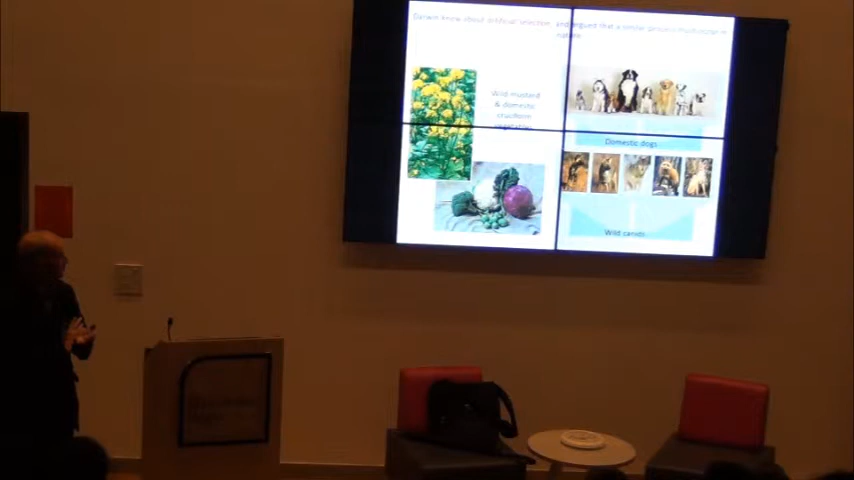 Darwin knew about artificial selection, and argued that a similar process must occur in
nature
Wild mustard
& domestic
cruciform
vegetables
Domestic dogs
Wild canids